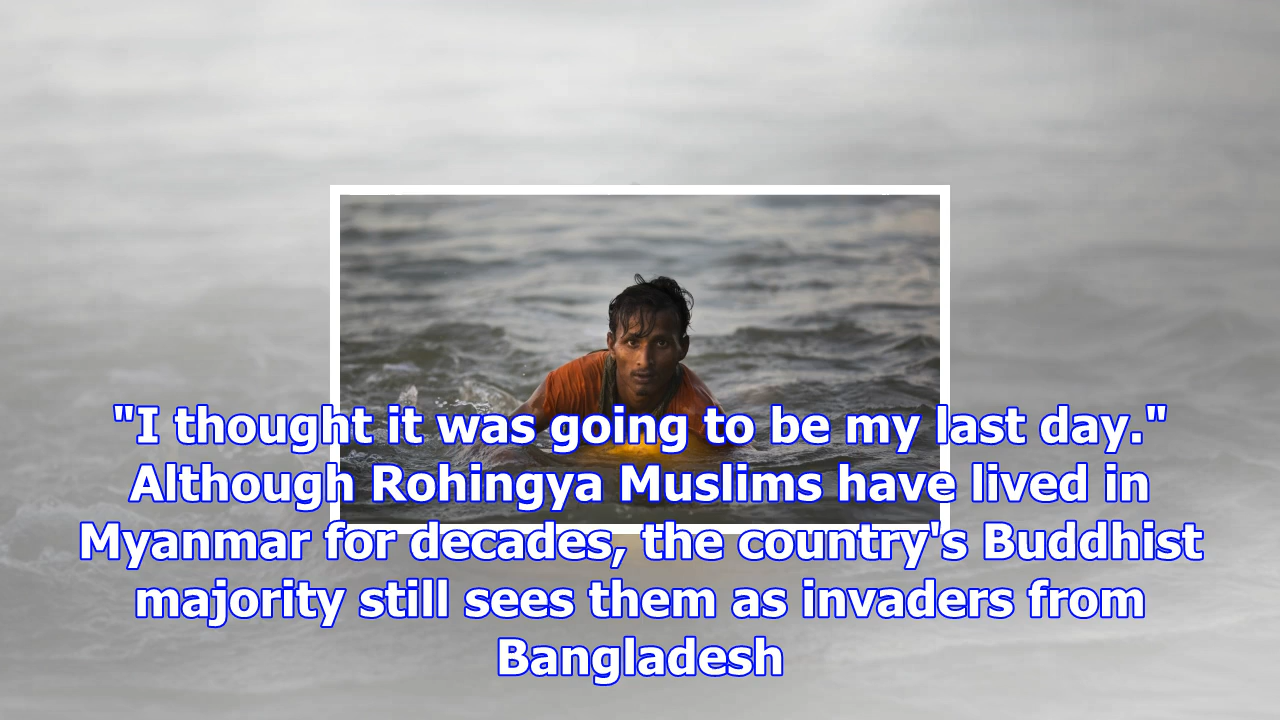 "I thought it was going to be my last day."
Although Rohingya Muslims have lived in
Myanmar for decades, the country's Buddhist
majority still sees them as invaders from
Bangladesh